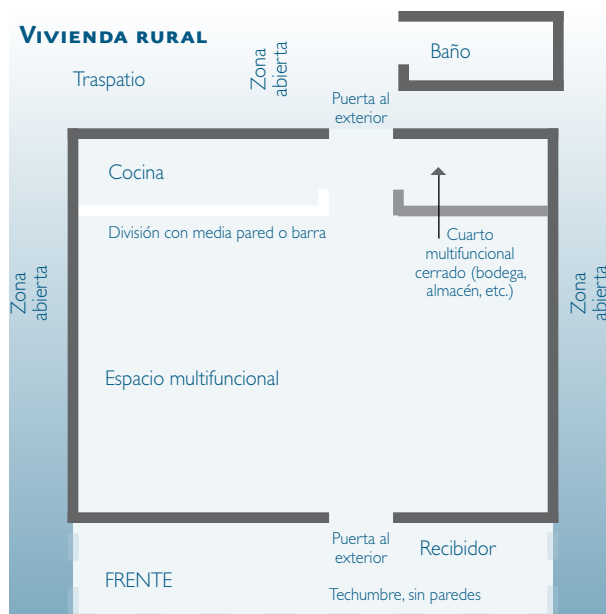 VIVIENDA RURAL
Traspatio
Zona
abierta
Baño
Puerta al
exterior
Cocina
División con media pared o barra
Cuarto
multifuncional
cerrado (bodega,
almacén, etc.)
Zona
abierta
Zona
abierta
Espacio multifuncional
Puerta al
exterior
Recibidor
FRENTE
Techumbre, sin paredes